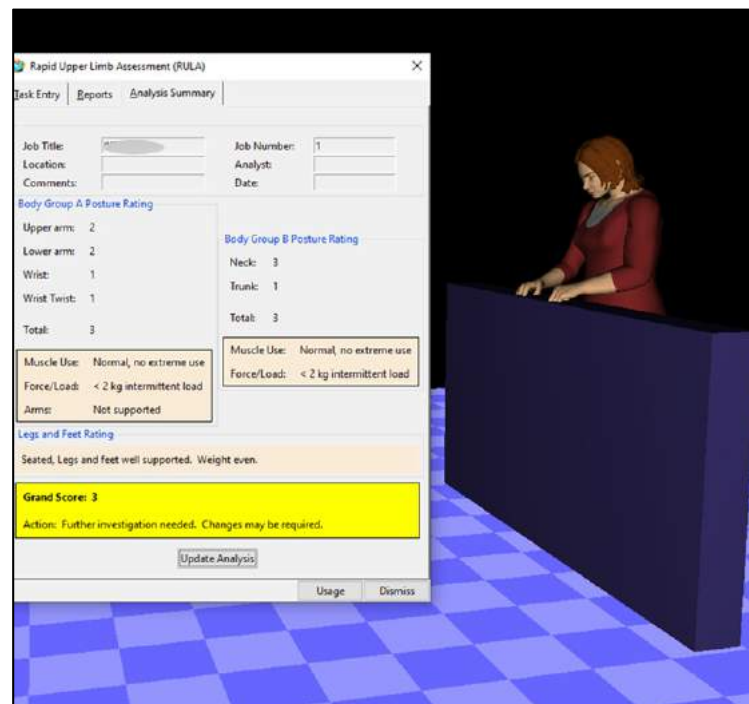 Rapid Upper Limb Assessment (RULA)
Task Entry Reports Analysis Summary
Job Title: Job Number: 1
Location: Analyst:
Comments: Date:
Body Group A Posture Rating
Upper arm: 2
Lower arm: 2
Wrist: 1
Wrist Twist: 1
Total: 3
Muscle Use: Normal, no extreme use
Force/Load: < 2 kg intermittent load
Arms: Not supported
Body Group B Posture Rating
Neck: 3
Trunk: 1
Total: 3
Muscle Use: Normal, no extreme use
Force/Load: < 2 kg intermittent load
Legs and Feet Rating
Seated, Legs and feet well supported. Weight even.
Grand Score: 3
Action: Further investigation needed. Changes may be required.
Update Analysis
Usage Dismiss